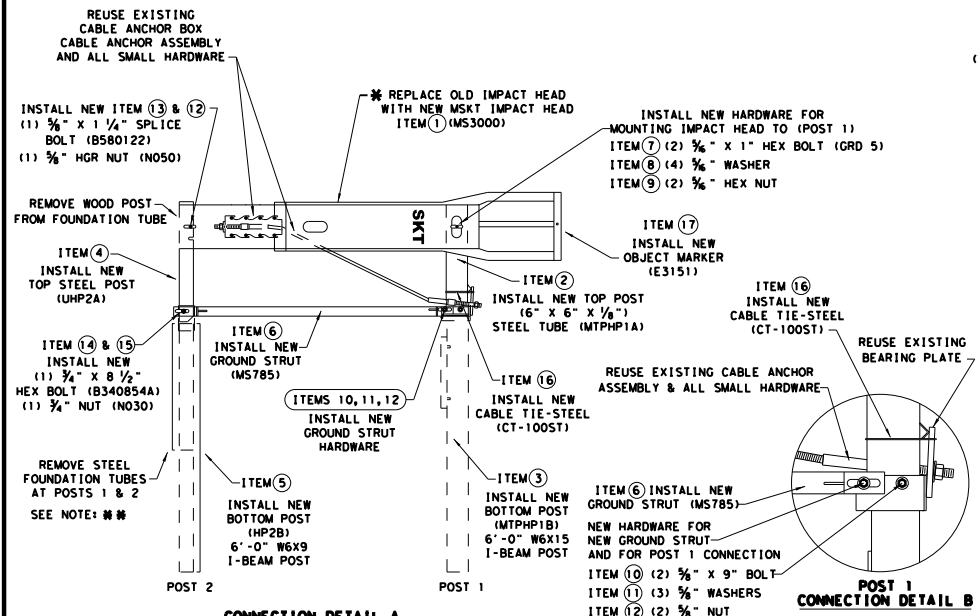 REUSE EXISTING
CABLE ANCHOR BOX
CABLE ANCHOR ASSEMBLY
AND ALL SMALL HARDWARE
✱ REPLACE OLD IMPACT HEAD
WITH NEW MSKT IMPACT HEAD
ITEM ① (MS3000)
INSTALL NEW ITEM ⑬ & ⑫
(1) 5/8" X 1 1/4" SPLICE
BOLT (B580122)
(1) 5/8" HGR NUT (N050)
INSTALL NEW HARDWARE FOR
MOUNTING IMPACT HEAD TO (POST 1)
ITEM ⑦ (2) 5/16" X 1" HEX BOLT (GRD 5)
ITEM ⑧ (4) 5/16" WASHER
ITEM ⑨ (2) 5/16" HEX NUT
REMOVE WOOD POST
FROM FOUNDATION TUBE
SKT
ITEM ⑰
INSTALL NEW
OBJECT MARKER
(E3151)
ITEM ④
INSTALL NEW
TOP STEEL POST
(UHP2A)
ITEM ②
INSTALL NEW TOP POST
(6" X 6" X 1/8")
STEEL TUBE (MTPHP1A)
ITEM ⑯
INSTALL NEW
CABLE TIE-STEEL
(CT-100ST)
REUSE EXISTING
BEARING PLATE
ITEM ⑭ & ⑮
INSTALL NEW
(1) 3/4" X 8 1/2"
HEX BOLT (B340854A)
(1) 3/4" NUT (N030)
ITEM ⑥
INSTALL NEW
GROUND STRUT
(MS785)
ITEM ⑯
INSTALL NEW
CABLE TIE-STEEL
(CT-100ST)
REUSE EXISTING CABLE ANCHOR
ASSEMBLY & ALL SMALL HARDWARE
ITEMS 10,11,12
INSTALL NEW
GROUND STRUT
HARDWARE
REMOVE STEEL
FOUNDATION TUBES
AT POSTS 1 & 2
SEE NOTE: ✱ ✱
ITEM ⑤
INSTALL NEW
BOTTOM POST
(HP2B)
6'-0" W6X9
I-BEAM POST
ITEM ③
INSTALL NEW
BOTTOM POST
(MTPHP1B)
6'-0" W6X15
I-BEAM POST
ITEM ⑥ INSTALL NEW
GROUND STRUT (MS785)
NEW HARDWARE FOR
NEW GROUND STRUT
AND FOR POST 1 CONNECTION
ITEM ⑩ (2) 5/8" X 9" BOLT
ITEM ⑪ (3) 5/8" WASHERS
ITEM ⑫ (2) 5/8" NUT
POST 2
POST 1
POST 1
CONNECTION DETAIL B
CONNECTION DETAIL A